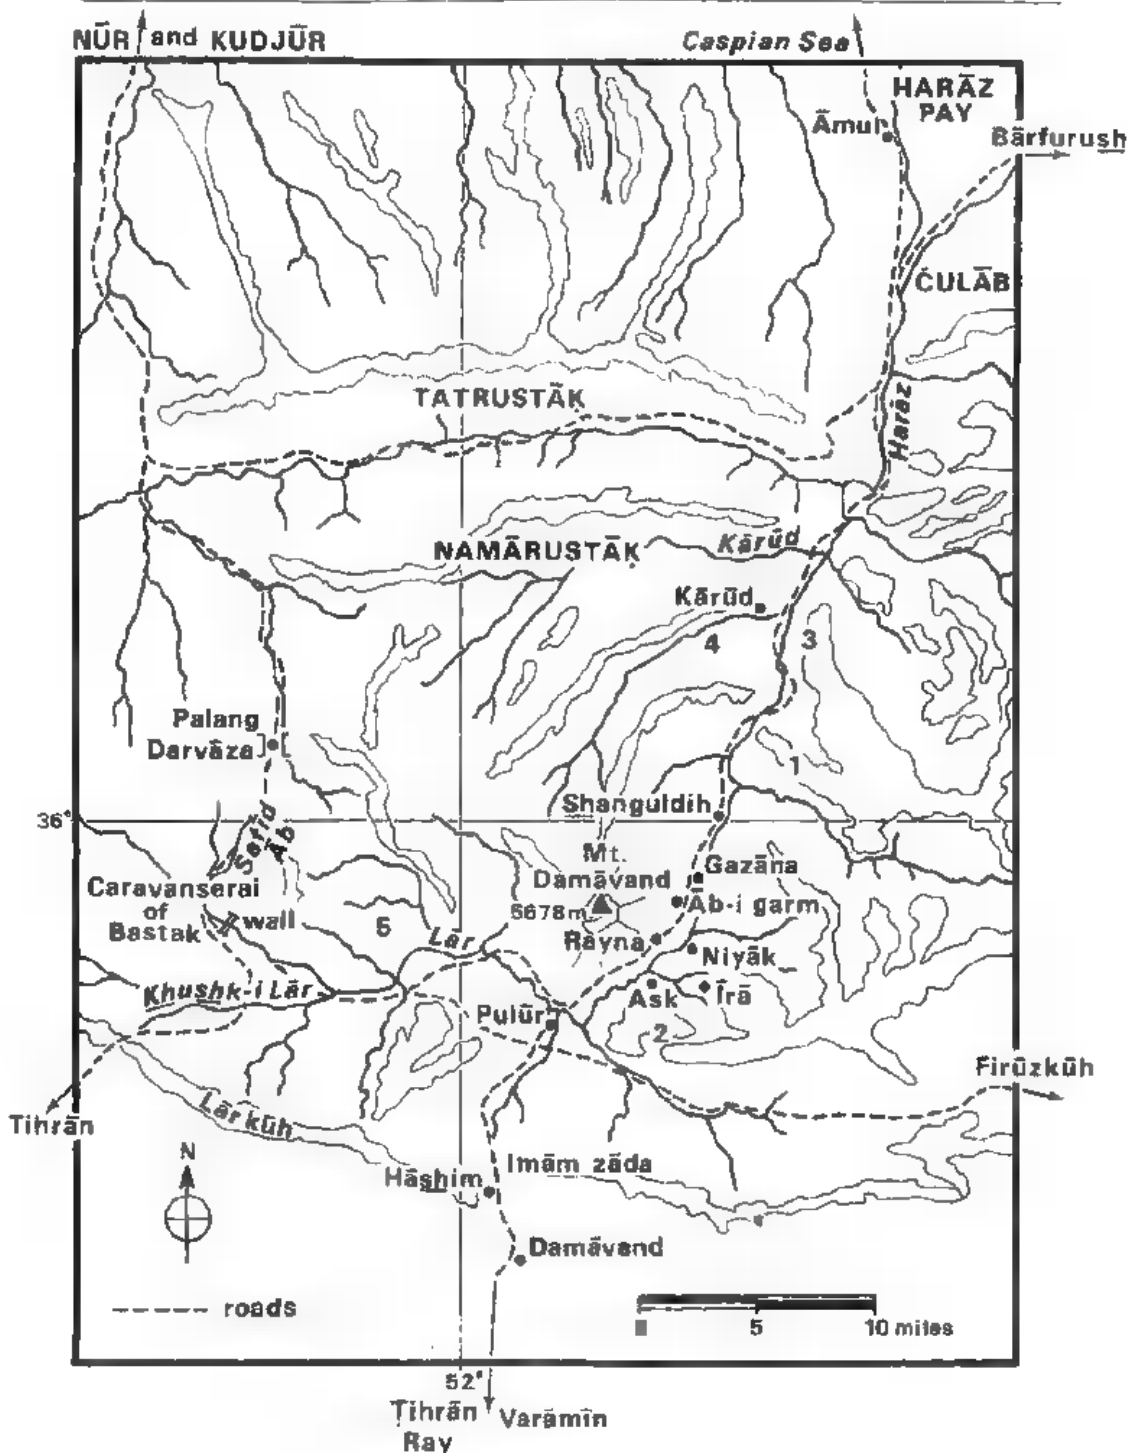 NŪR and KUDJŪR
Caspian Sea
HARĀZ
PAY
Āmul
Bārfurush
ČULĀB
TATRUSTĀK
Harāz
NAMĀRUSTĀK
Kārūd
Kārūd
4
3
Palang
Darvāza
1
36°
Shanguldih
Sefid
Āb
Mt.
Damāvand
5678m
Gazāna
Āb-i garm
Caravanserai
of
Bastak
wall
5
Lār
Rayna
Niyāk
Khushk-i Lār
Ask
Īrā
Pulūr
2
Firūzkūh
Tihrān
Lār kūh
N
Imām zāda
Hāshim
Damāvand
roads
5
10 miles
52°
Tihrān
Ray
Varāmīn